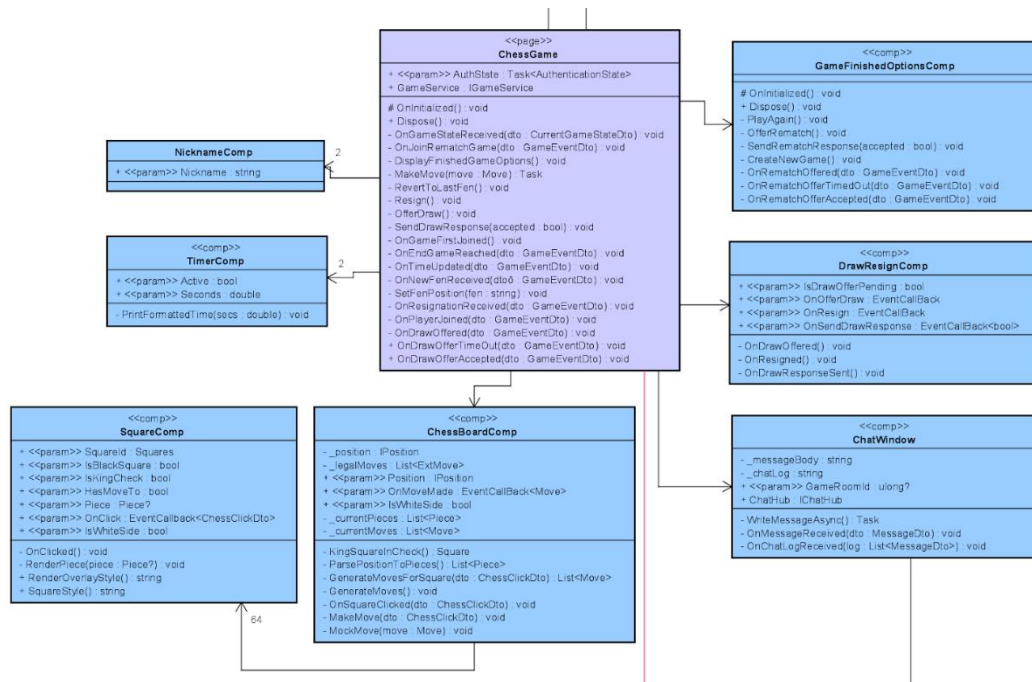 <<page>>
ChessGame
+ <<param>> AuthState : Task<AuthenticationState>
+ GameService : IGameService
# OnInitialized() : void
+ Dispose() : void
- OnGameStateReceived(dto : CurrentGameStateDto) : void
- OnJoinRematchGame(dto : GameEventDto) : void
- DisplayFinishedGameOptions() : void
- MakeMove(move : Move) : Task
- RevertToLastFen() : void
- Resign() : void
- OfferDraw() : void
- SendDrawResponse(accepted : bool) : void
- OnGameFirstJoined() : void
- OnEndGameReached(dto : GameEventDto) : void
- OnTimeUpdated(dto : GameEventDto) : void
- OnNewFenReceived(dtoô : GameEventDto) : void
- SetFenPosition(fen : string) : void
- OnResignationReceived(dto : GameEventDto) : void
- OnPlayerJoined(dto : GameEventDto) : void
- OnDrawOffered(dto : GameEventDto) : void
+ OnDrawOfferTimeOut(dto : GameEventDto) : void
+ OnDrawOfferAccepted(dto : GameEventDto) : void
<<comp>>
GameFinishedOptionsComp
# OnInitialized() : void
+ Dispose() : void
- PlayAgain() : void
- OfferRematch() : void
- SendRematchResponse(accepted : bool) : void
- CreateNewGame() : void
- OnRematchOffered(dto : GameEventDto) : void
- OnRematchOfferTimedOut(dto : GameEventDto) : void
- OnRematchOfferAccepted(dto : GameEventDto) : void
<<comp>>
NicknameComp
+ <<param>> Nickname : string
2
<<comp>>
TimerComp
+ <<param>> Active : bool
+ <<param>> Seconds : double
- PrintFormattedTime(secs : double) : void
2
<<comp>>
DrawResignComp
+ <<param>> IsDrawOfferPending : bool
+ <<param>> OnOfferDraw : EventCallBack
+ <<param>> OnResign : EventCallBack
+ <<param>> OnSendDrawResponse : EventCallBack<bool>
- OnDrawOffered() : void
- OnResigned() : void
- OnDrawResponseSent() : void
<<comp>>
SquareComp
+ <<param>> SquareId : Squares
+ <<param>> IsBlackSquare : bool
+ <<param>> IsKingCheck : bool
+ <<param>> HasMoveTo : bool
+ <<param>> Piece : Piece?
+ <<param>> OnClick : EventCallback<ChessClickDto>
+ <<param>> IsWhiteSide : bool
- OnClicked() : void
- RenderPiece(piece : Piece?) : void
+ RenderOverlayStyle() : string
+ SquareStyle() : string
64
<<comp>>
ChessBoardComp
- _position : IPosition
- _legalMoves : List<ExtMove>
+ <<param>> Position : IPosition
+ <<param>> OnMoveMade : EventCallBack<Move>
+ <<param>> IsWhiteSide : bool
- _currentPieces : List<Piece>
- _currentMoves : List<Move>
- KingSquareInCheck() : Square
- ParsePositionToPieces() : List<Piece>
- GenerateMovesForSquare(dto : ChessClickDto) : List<Move>
- GenerateMoves() : void
- OnSquareClicked(dto : ChessClickDto) : void
- MakeMove(dto : ChessClickDto) : void
- MockMove(move : Move) : void
<<comp>>
ChatWindow
- _messageBody : string
- _chatLog : string
+ <<param>> GameRoomId : ulong?
+ ChatHub : IChatHub
- WriteMessageAsync() : Task
- OnMessageReceived(dto : MessageDto) : void
- OnChatLogReceived(log : List<MessageDto>) : void